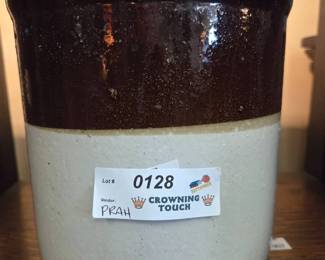 Lot # 0128
Vendor: PRAH
CROWNING
TOUCH